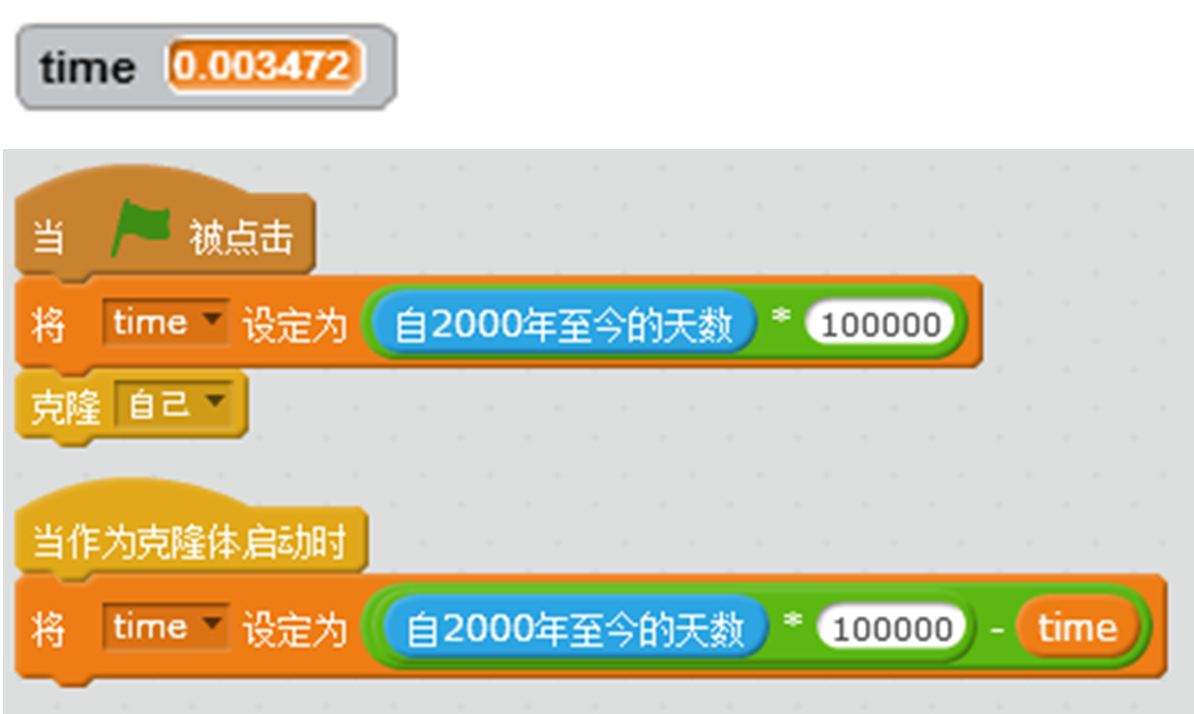 time 0.003472
当 被点击
将 time 设定为 自2000年至今的天数 * 100000
克隆 自己
当作为克隆体启动时
将 time 设定为 自2000年至今的天数 * 100000 - time